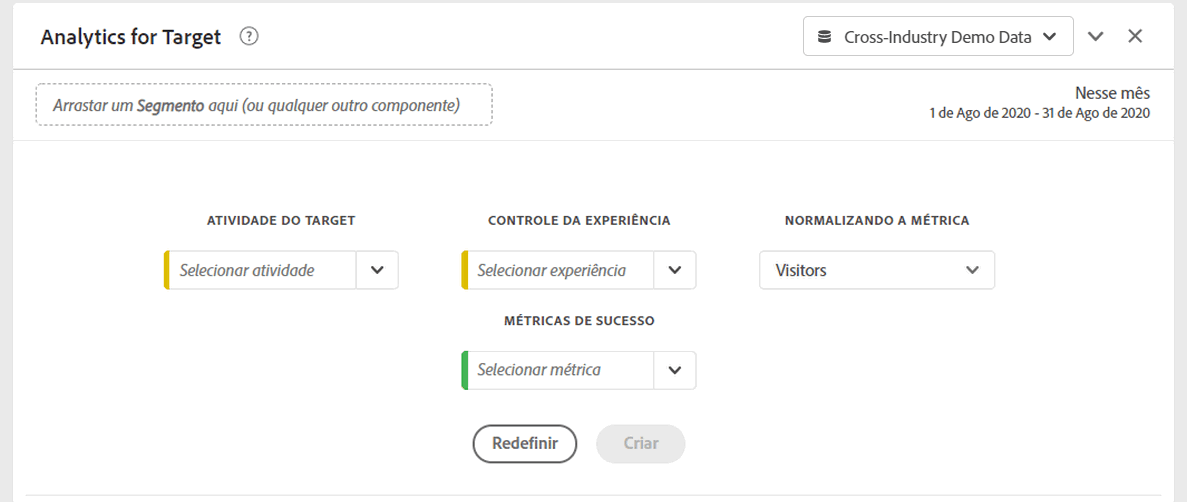 Analytics for Target
Cross-Industry Demo Data
Arrastar um Segmento aqui (ou qualquer outro componente)
Nesse mês
1 de Ago de 2020 - 31 de Ago de 2020
ATIVIDADE DO TARGET
CONTROLE DA EXPERIÊNCIA
NORMALIZANDO A MÉTRICA
Selecionar atividade
Selecionar experiência
Visitors
MÉTRICAS DE SUCESSO
Selecionar métrica
Redefinir
Criar